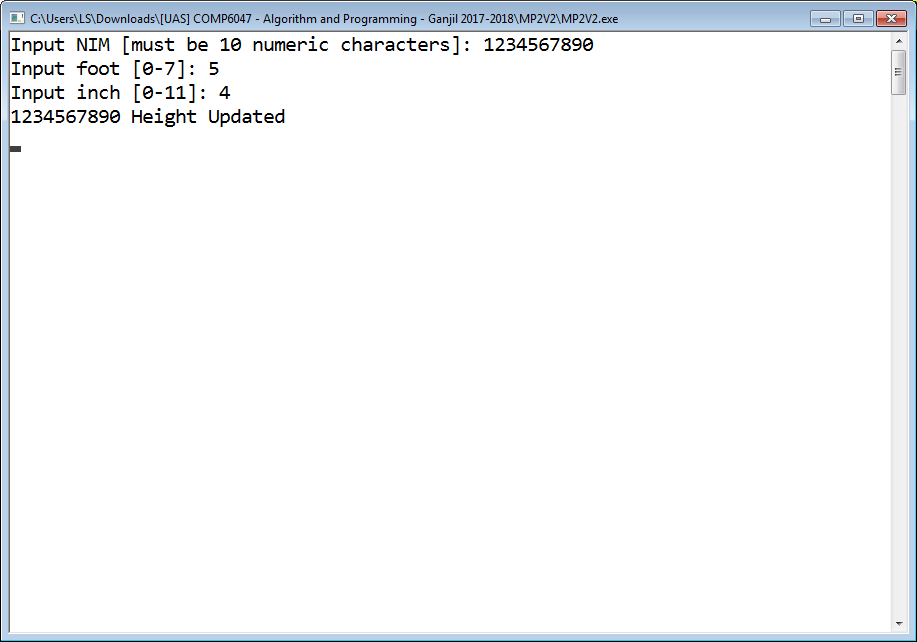 C:\Users\LS\Downloads\[UAS] COMP6047 - Algorithm and Programming - Ganjil 2017-2018\MP2V2\MP2V2.exe
Input NIM [must be 10 numeric characters]: 1234567890
Input foot [0-7]: 5
Input inch [0-11]: 4
1234567890 Height Updated